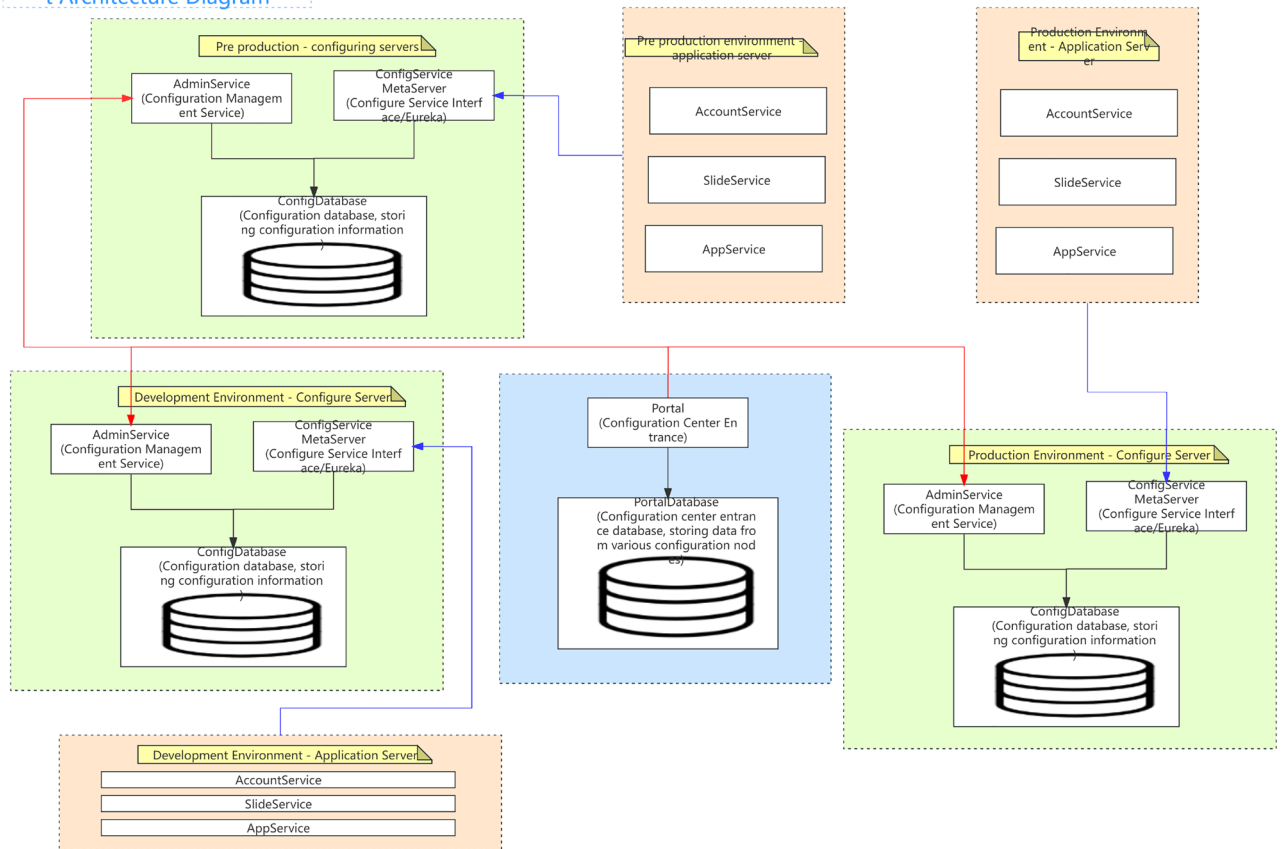 t Architecture Diagram
Pre production - configuring servers
AdminService
(Configuration Managem
ent Service)
ConfigService
MetaServer
(Configure Service Interf
ace/Eureka)
ConfigDatabase
(Configuration database, stori
ng configuration information
)
Pre production environment -
application server
AccountService
SlideService
AppService
Production Environm
ent - Application Serv
er
AccountService
SlideService
AppService
Development Environment - Configure Server
AdminService
(Configuration Managem
ent Service)
ConfigService
MetaServer
(Configure Service Interf
ace/Eureka)
ConfigDatabase
(Configuration database, stori
ng configuration information
)
Portal
(Configuration Center En
trance)
PortalDatabase
(Configuration center entran
ce database, storing data fro
m various configuration nod
es)
Production Environment - Configure Server
AdminService
(Configuration Managem
ent Service)
ConfigService
MetaServer
(Configure Service Interf
ace/Eureka)
ConfigDatabase
(Configuration database, stori
ng configuration information
)
Development Environment - Application Server
AccountService
SlideService
AppService